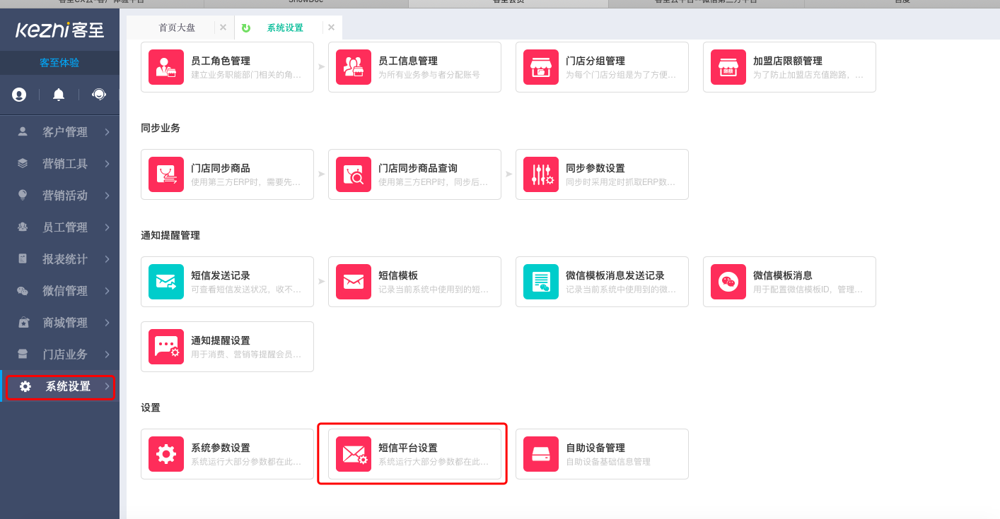 ShowDoc
客至会员
kezhi客至
客至体验
客户管理
营销工具
营销活动
员工管理
报表统计
微信管理
商城管理
门店业务
系统设置
首页大盘
系统设置
员工角色管理
建立业务职能部门相关的角...
员工信息管理
为所有业务参与者分配账号
门店分组管理
为每个门店分组是为了方便...
加盟店限额管理
为了防止加盟店充值跑路，...
限额
同步业务
门店同步商品
使用第三方ERP时，需要先...
门店同步商品查询
使用第三方ERP时，同步后...
同步参数设置
同步时采用定时抓取ERP数...
通知提醒管理
短信发送记录
可查看短信发送状况，收不...
短信模板
记录当前系统中使用到的短...
微信模板消息发送记录
记录当前系统中使用到的微...
微信模板消息
用于配置微信模板ID，管理...
通知提醒设置
用于消费、营销等提醒会员...
设置
系统参数设置
系统运行大部分参数都在此...
短信平台设置
系统运行大部分参数都在此...
自助设备管理
自助设备基础信息管理